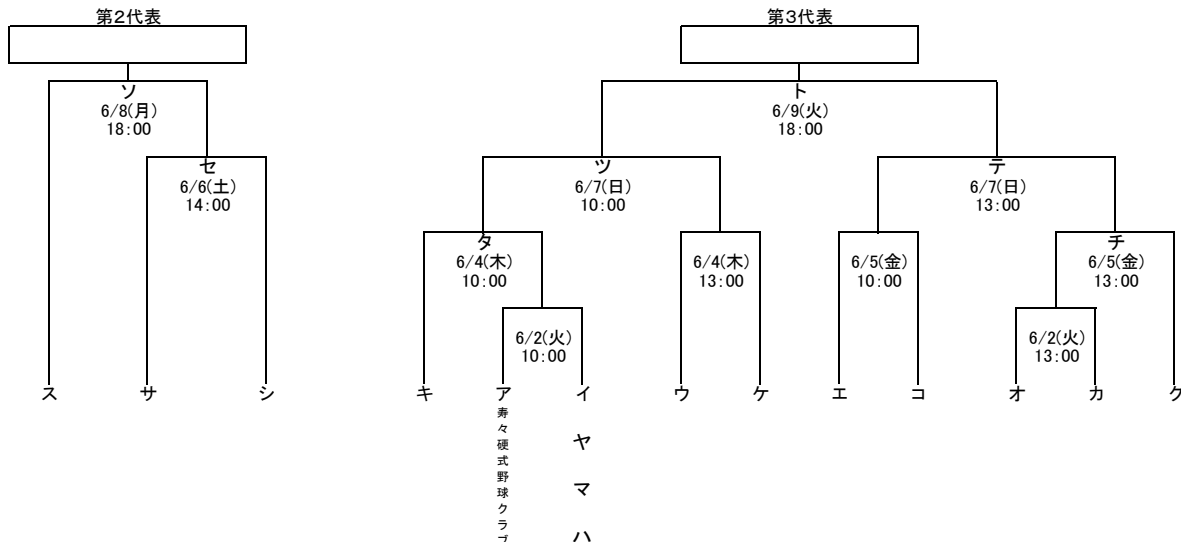 第2代表
第3代表
ソ
6/8(月)
18:00
ト
6/9(火)
18:00
セ
6/6(土)
14:00
ツ
6/7(日)
10:00
テ
6/7(日)
13:00
タ
6/4(木)
10:00
6/4(木)
13:00
6/5(金)
10:00
チ
6/5(金)
13:00
6/2(火)
10:00
6/2(火)
13:00
ス サ シ キ ア イ ウ ケ エ コ オ カ ク
寿々硬式野球クラブ
ヤマハ